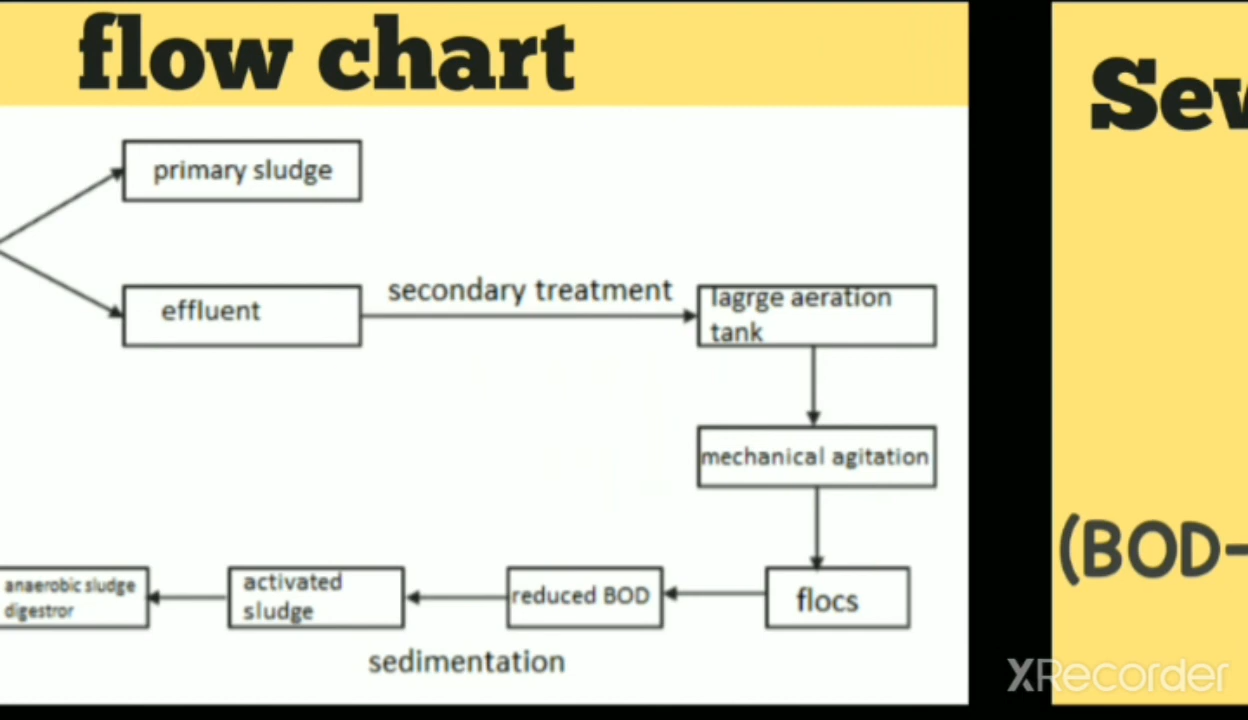 flow chart
Sev
primary sludge
effluent
secondary treatment
lagrge aeration
tank
mechanical agitation
anaerobic sludge
digestror
activated
sludge
reduced BOD
flocs
sedimentation
(BOD-
XRecorder